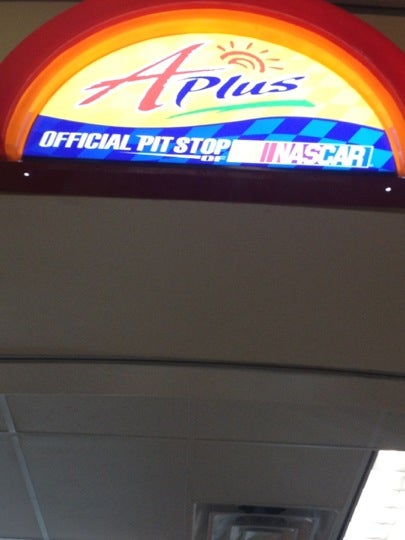 APlus
OFFICIAL PIT STOP
OF NASCAR